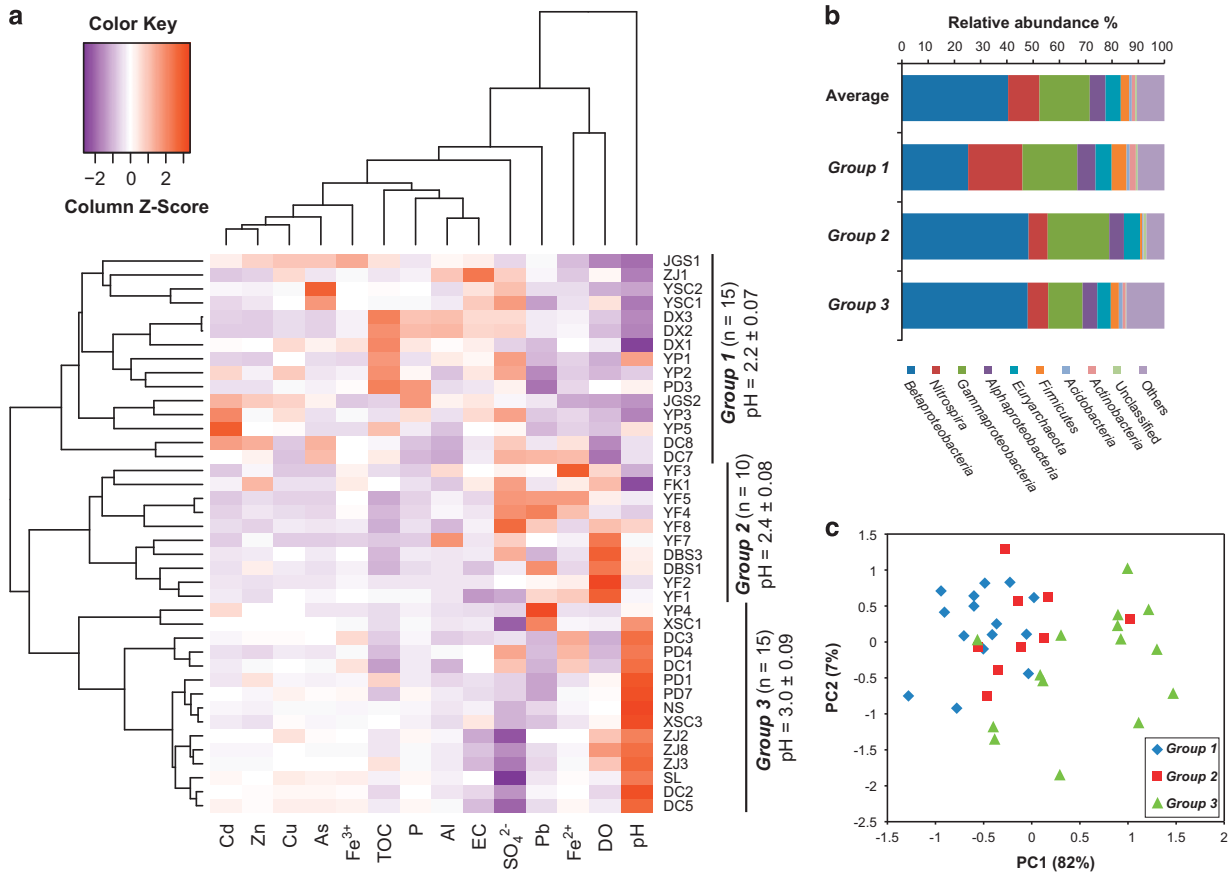 a
Color Key
−2 0 2
Column Z-Score
JGS1
ZJ1
YSC2
YSC1
DX3
DX2
DX1
YP1
YP2
PD3
JGS2
YP3
YP5
DC8
DC7
YF3
FK1
YF5
YF4
YF8
YF7
DBS3
DBS1
YF2
YF1
YP4
XSC1
DC3
PD4
DC1
PD1
PD7
NS
XSC3
ZJ2
ZJ8
ZJ3
SL
DC2
DC5
Group 1 (n = 15)
pH = 2.2 ± 0.07
Group 2 (n = 10)
pH = 2.4 ± 0.08
Group 3 (n = 15)
pH = 3.0 ± 0.09
Cd Zn Cu As Fe³⁺ TOC P Al EC SO₄²⁻ Pb Fe²⁺ DO pH
b
Relative abundance %
0 10 20 30 40 50 60 70 80 90 100
Average
Group 1
Group 2
Group 3
Betaproteobacteria
Nitrospira
Gammaproteobacteria
Alphaproteobacteria
Euryarchaeota
Firmicutes
Acidobacteria
Actinobacteria
Unclassified
Others
c
1.5
1
0.5
0
-0.5
-1
-1.5
-2
-2.5
PC2 (7%)
-1.5 -1 -0.5 0 0.5 1 1.5 2
PC1 (82%)
Group 1
Group 2
Group 3